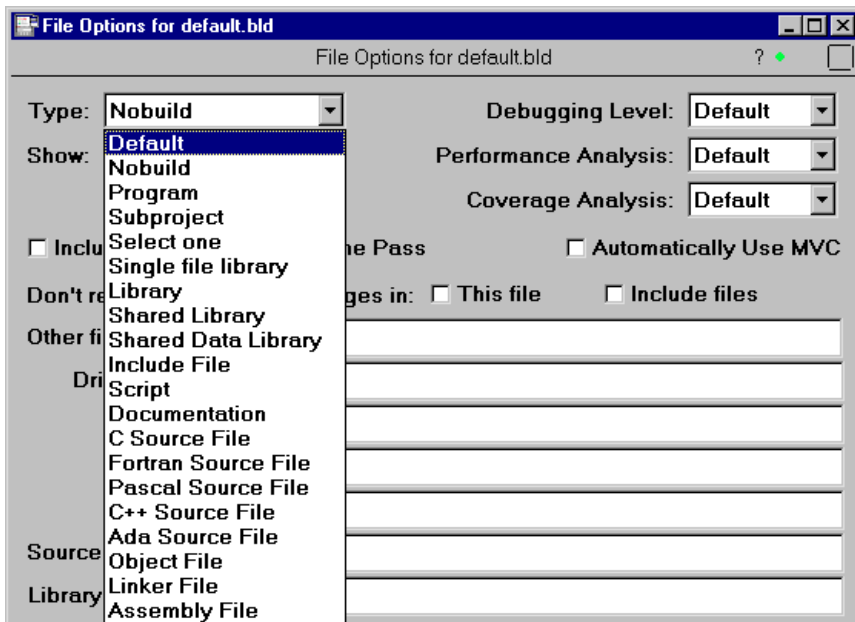 File Options for default.bld
File Options for default.bld ?
Type: Nobuild Debugging Level: Default
Default
Show: Nobuild Performance Analysis: Default
Program
Subproject Coverage Analysis: Default
Select one
Inclu ne Pass Automatically Use MVC
Single file library
Library
Don't re ges in: This file Include files
Shared Library
Other fi Shared Data Library
Include File
Dri Script
Documentation
C Source File
Fortran Source File
Pascal Source File
C++ Source File
Ada Source File
Source Object File
Library Linker File
Assembly File